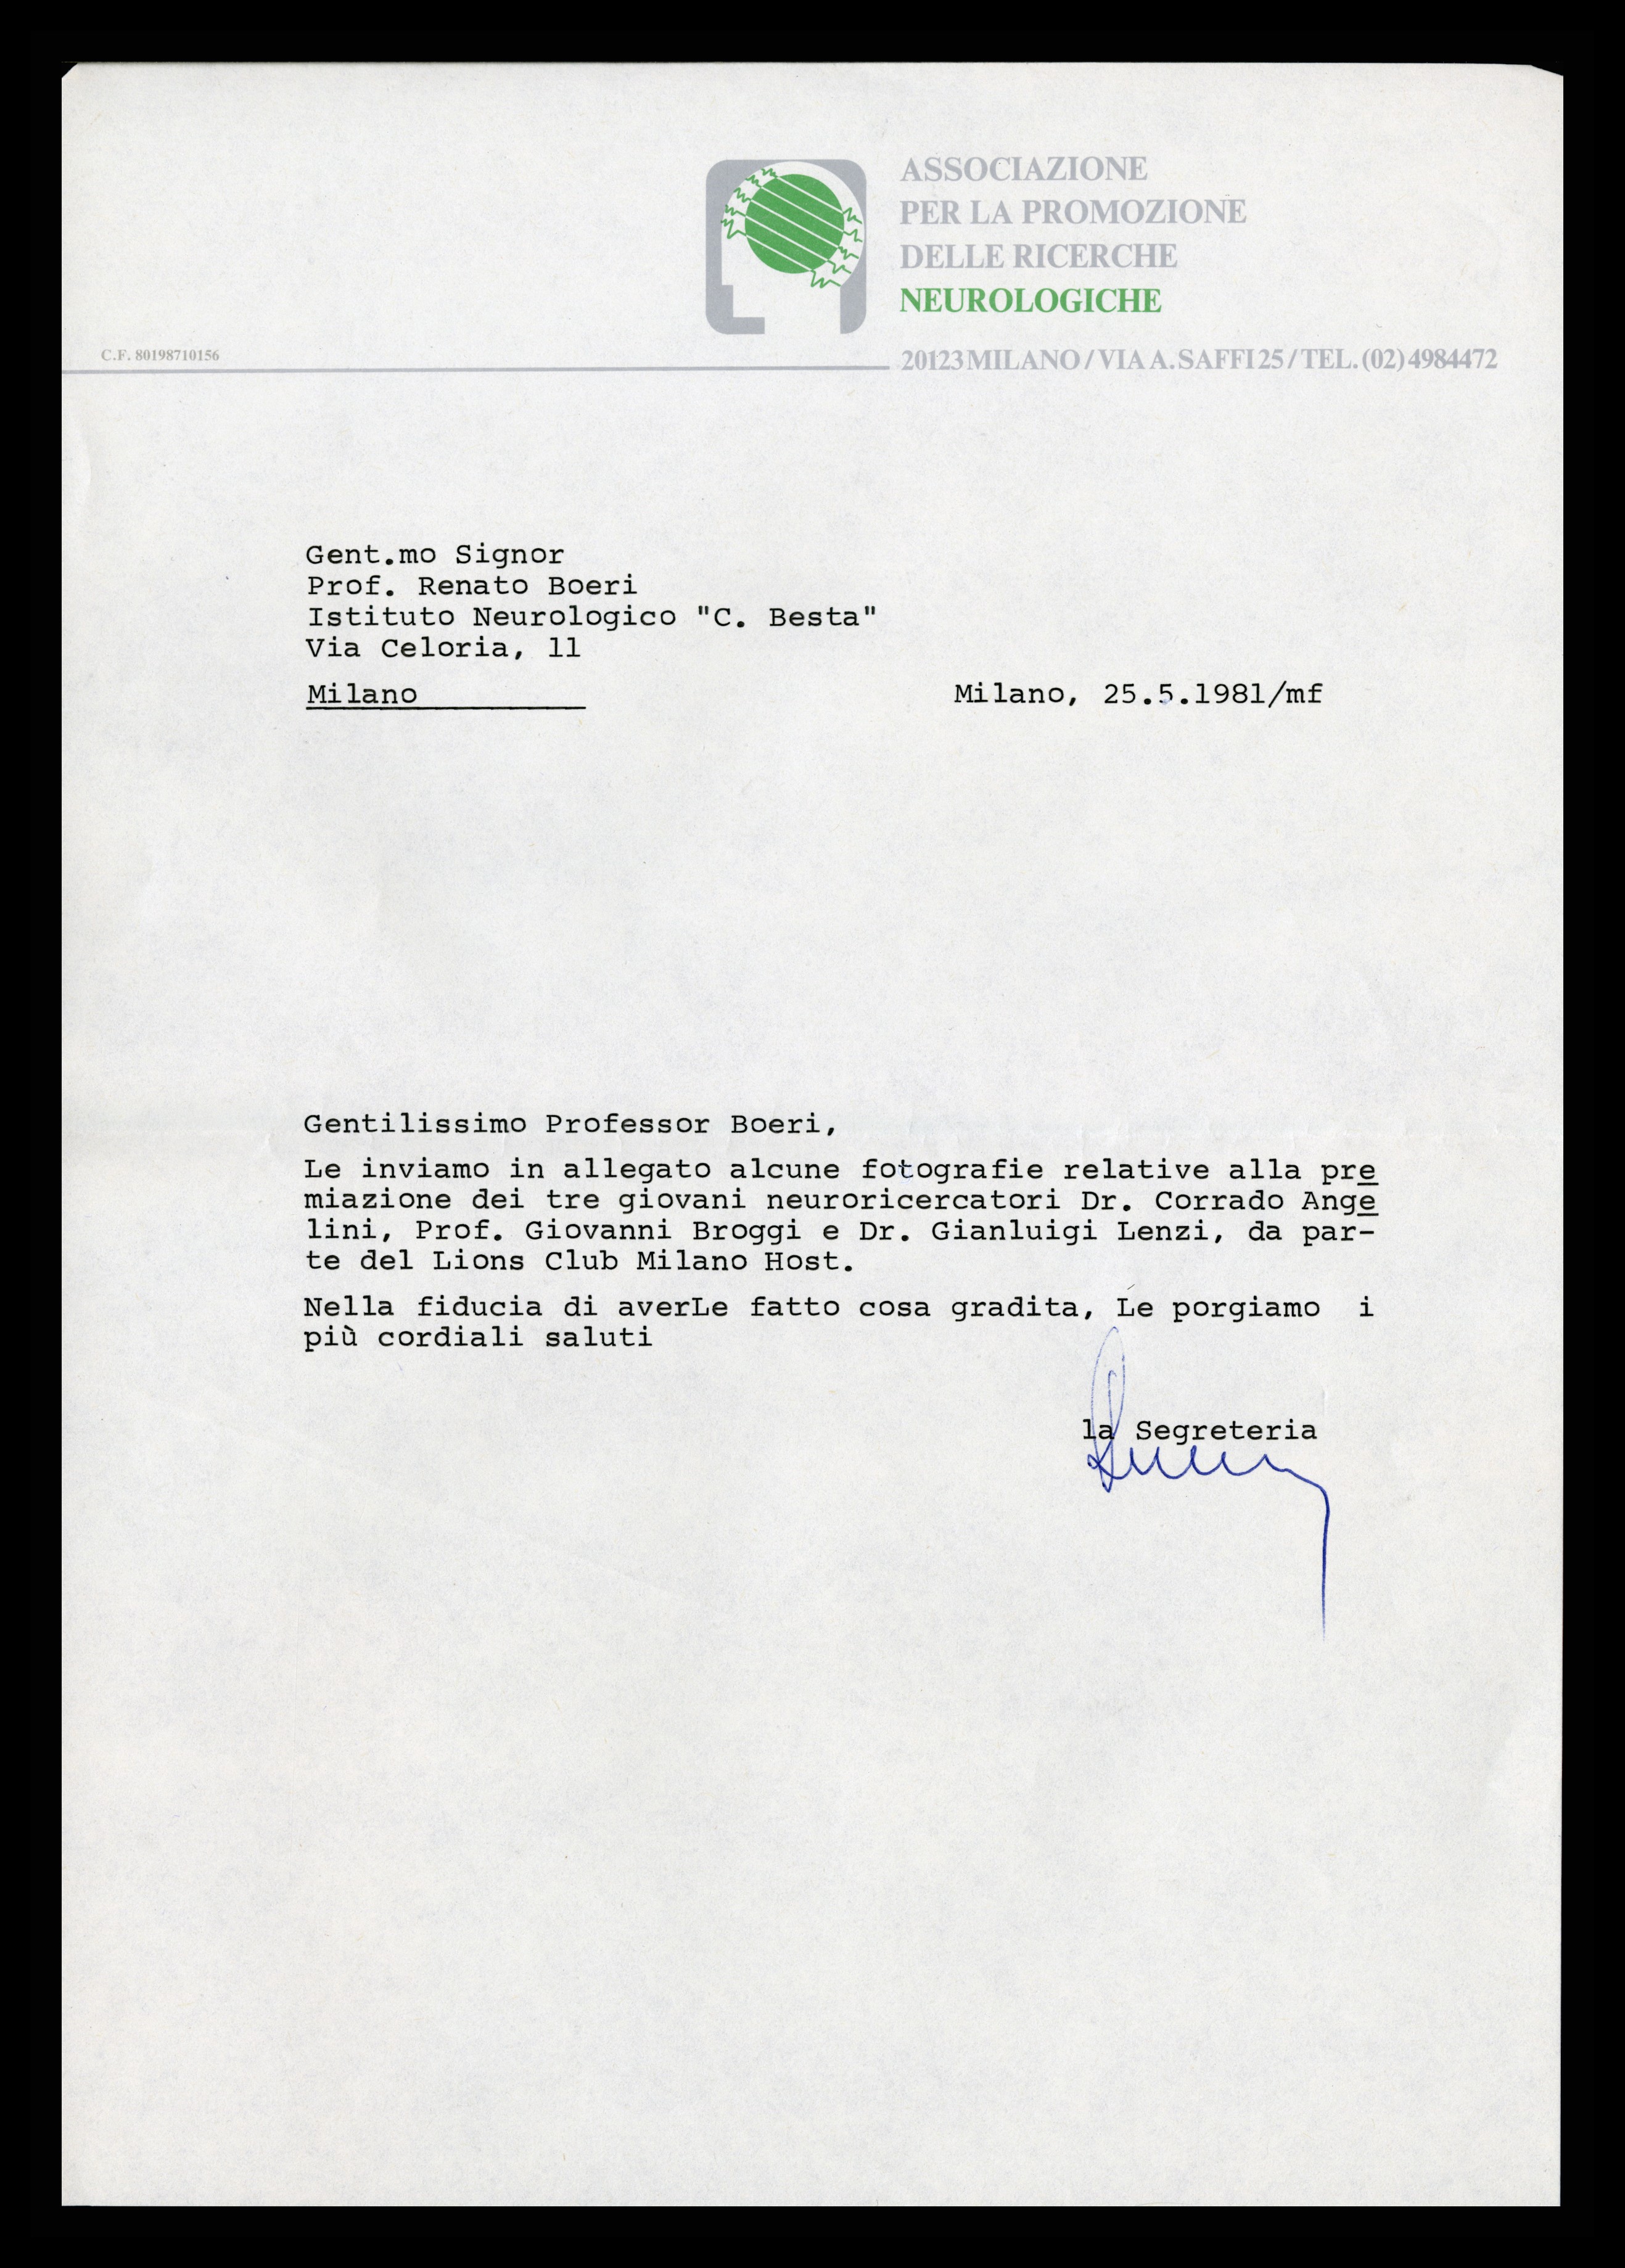 ASSOCIAZIONE
PER LA PROMOZIONE
DELLE RICERCHE
NEUROLOGICHE
C.F. 80198710156
20123 MILANO / VIA A. SAFFI 25 / TEL. (02) 4984472
Gent.mo Signor
Prof. Renato Boeri
Istituto Neurologico "C. Besta"
Via Celoria, 11
Milano
Milano, 25.5.1981/mf
Gentilissimo Professor Boeri,
Le inviamo in allegato alcune fotografie relative alla pre
miazione dei tre giovani neuroricercatori Dr. Corrado Ange
lini, Prof. Giovanni Broggi e Dr. Gianluigi Lenzi, da par-
te del Lions Club Milano Host.
Nella fiducia di averLe fatto cosa gradita, Le porgiamo i
più cordiali saluti
la Segreteria